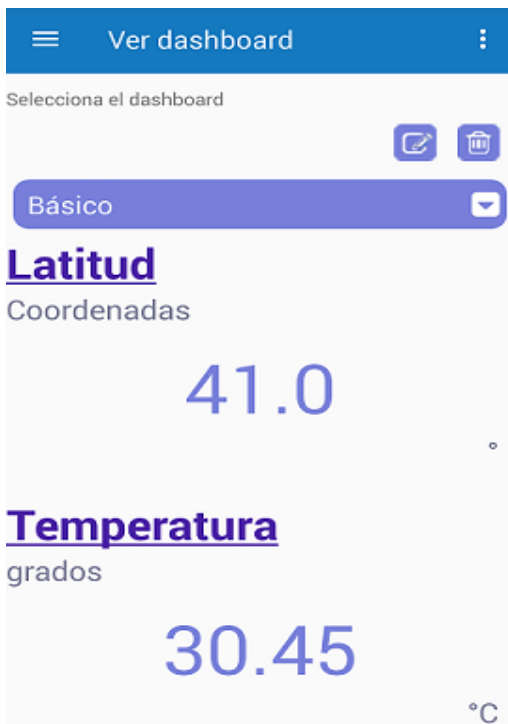 Ver dashboard
Selecciona el dashboard
Básico
Latitud
Coordenadas
41.0
°
Temperatura
grados
30.45
°C